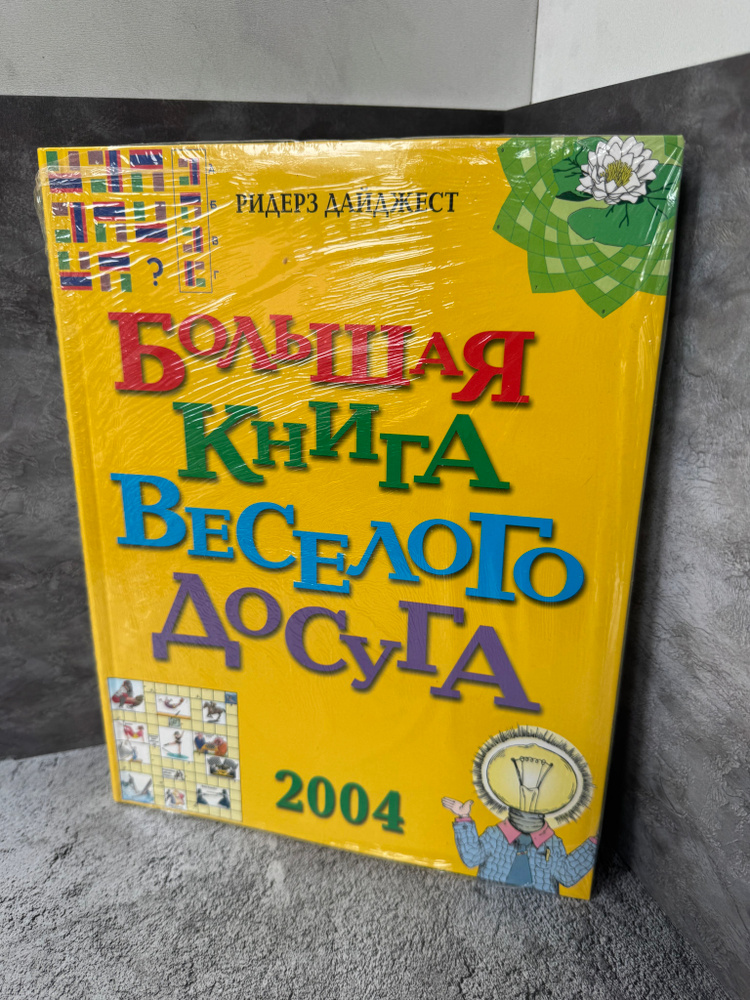 РИДЕРЗ ДАЙДЖЕСТ
?
А
Б
В
Г
БОЛЬШАЯ
КНИГА
ВЕСЕЛОГО
ДОСУГА
2004